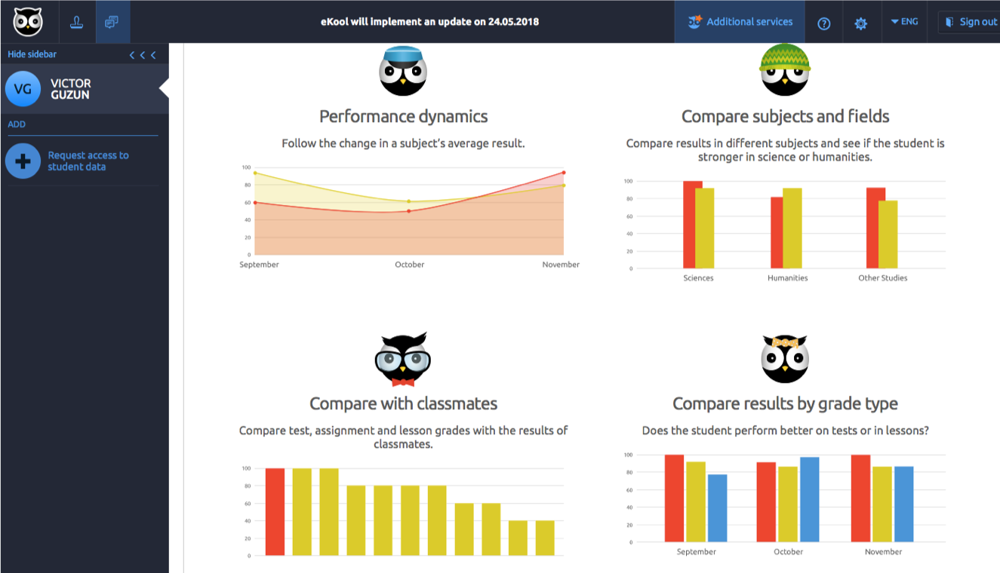 eKool will implement an update on 24.05.2018
Additional services
?
ENG
Sign out
Hide sidebar
VG
VICTOR
GUZUN
ADD
Request access to
student data
Performance dynamics
Follow the change in a subject's average result.
100
80
60
40
20
0
September October November
Compare subjects and fields
Compare results in different subjects and see if the student is
stronger in science or humanities.
100
80
60
40
20
0
Sciences Humanities Other Studies
Compare with classmates
Compare test, assignment and lesson grades with the results of
classmates.
100
80
60
40
20
0
Compare results by grade type
Does the student perform better on tests or in lessons?
100
80
60
40
20
0
September October November